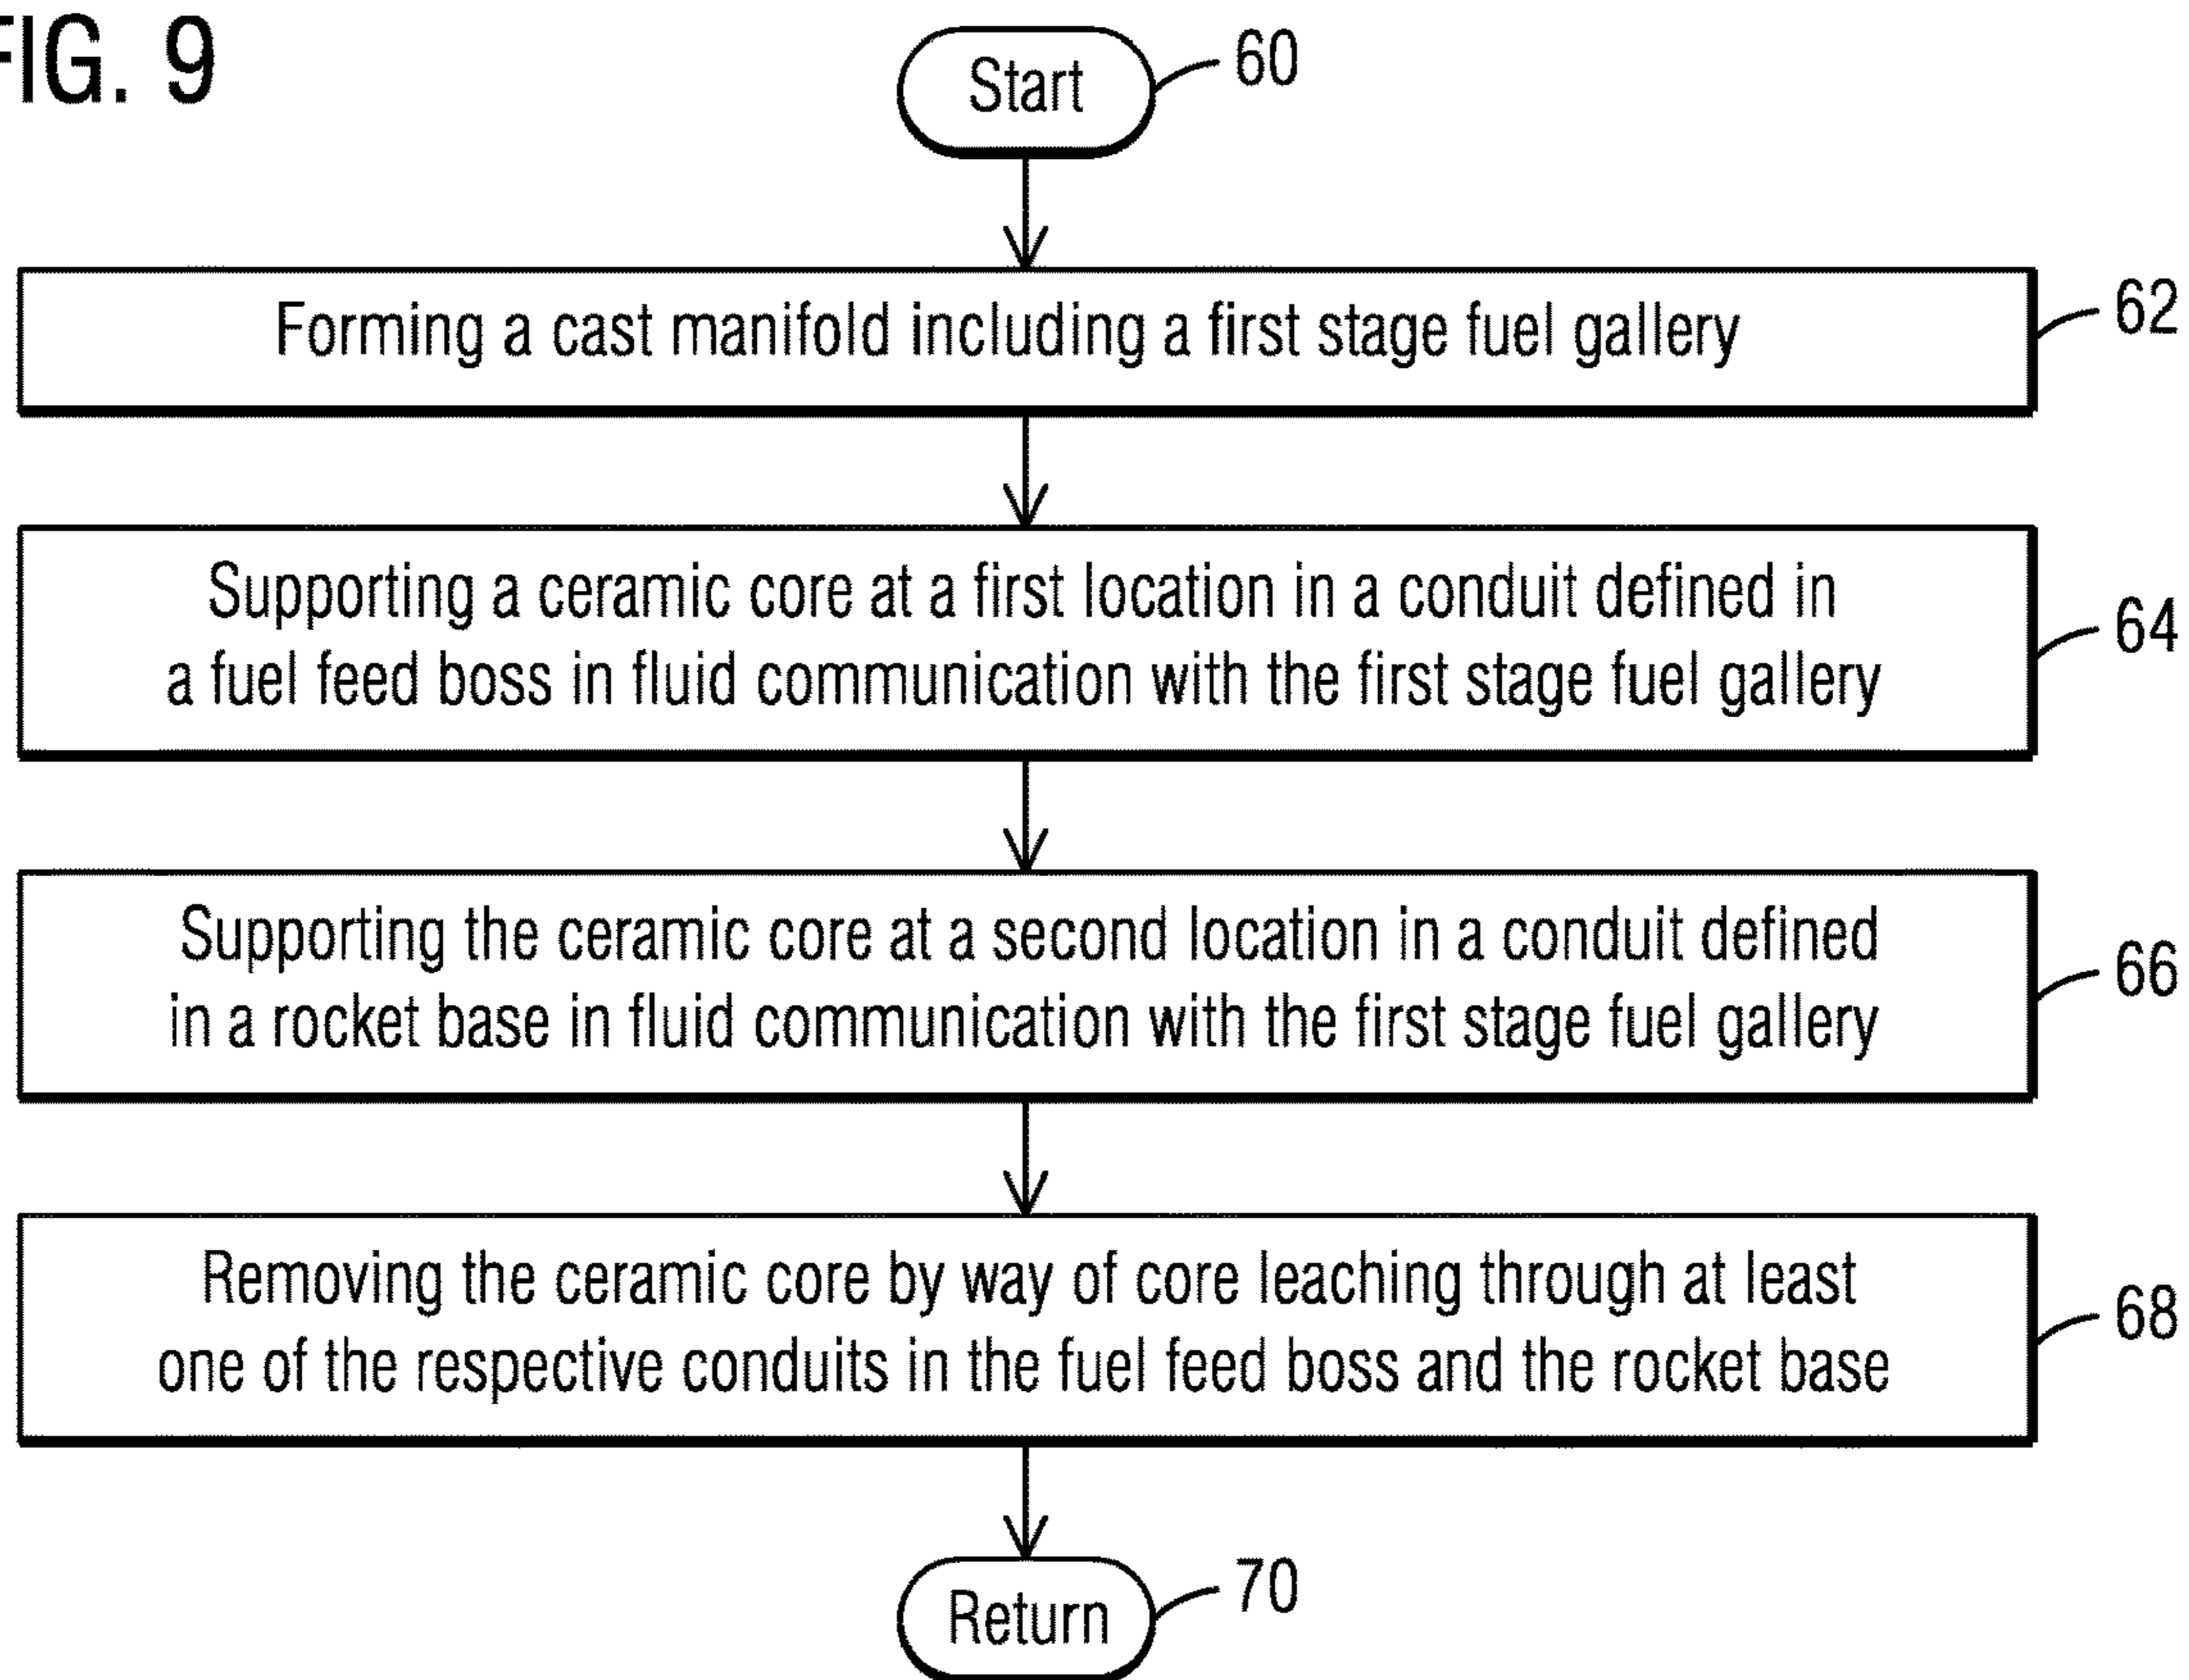 FIG. 9
Start
60
Forming a cast manifold including a first stage fuel gallery
62
Supporting a ceramic core at a first location in a conduit defined in
a fuel feed boss in fluid communication with the first stage fuel gallery
64
Supporting the ceramic core at a second location in a conduit defined
in a rocket base in fluid communication with the first stage fuel gallery
66
Removing the ceramic core by way of core leaching through at least
one of the respective conduits in the fuel feed boss and the rocket base
68
Return
70